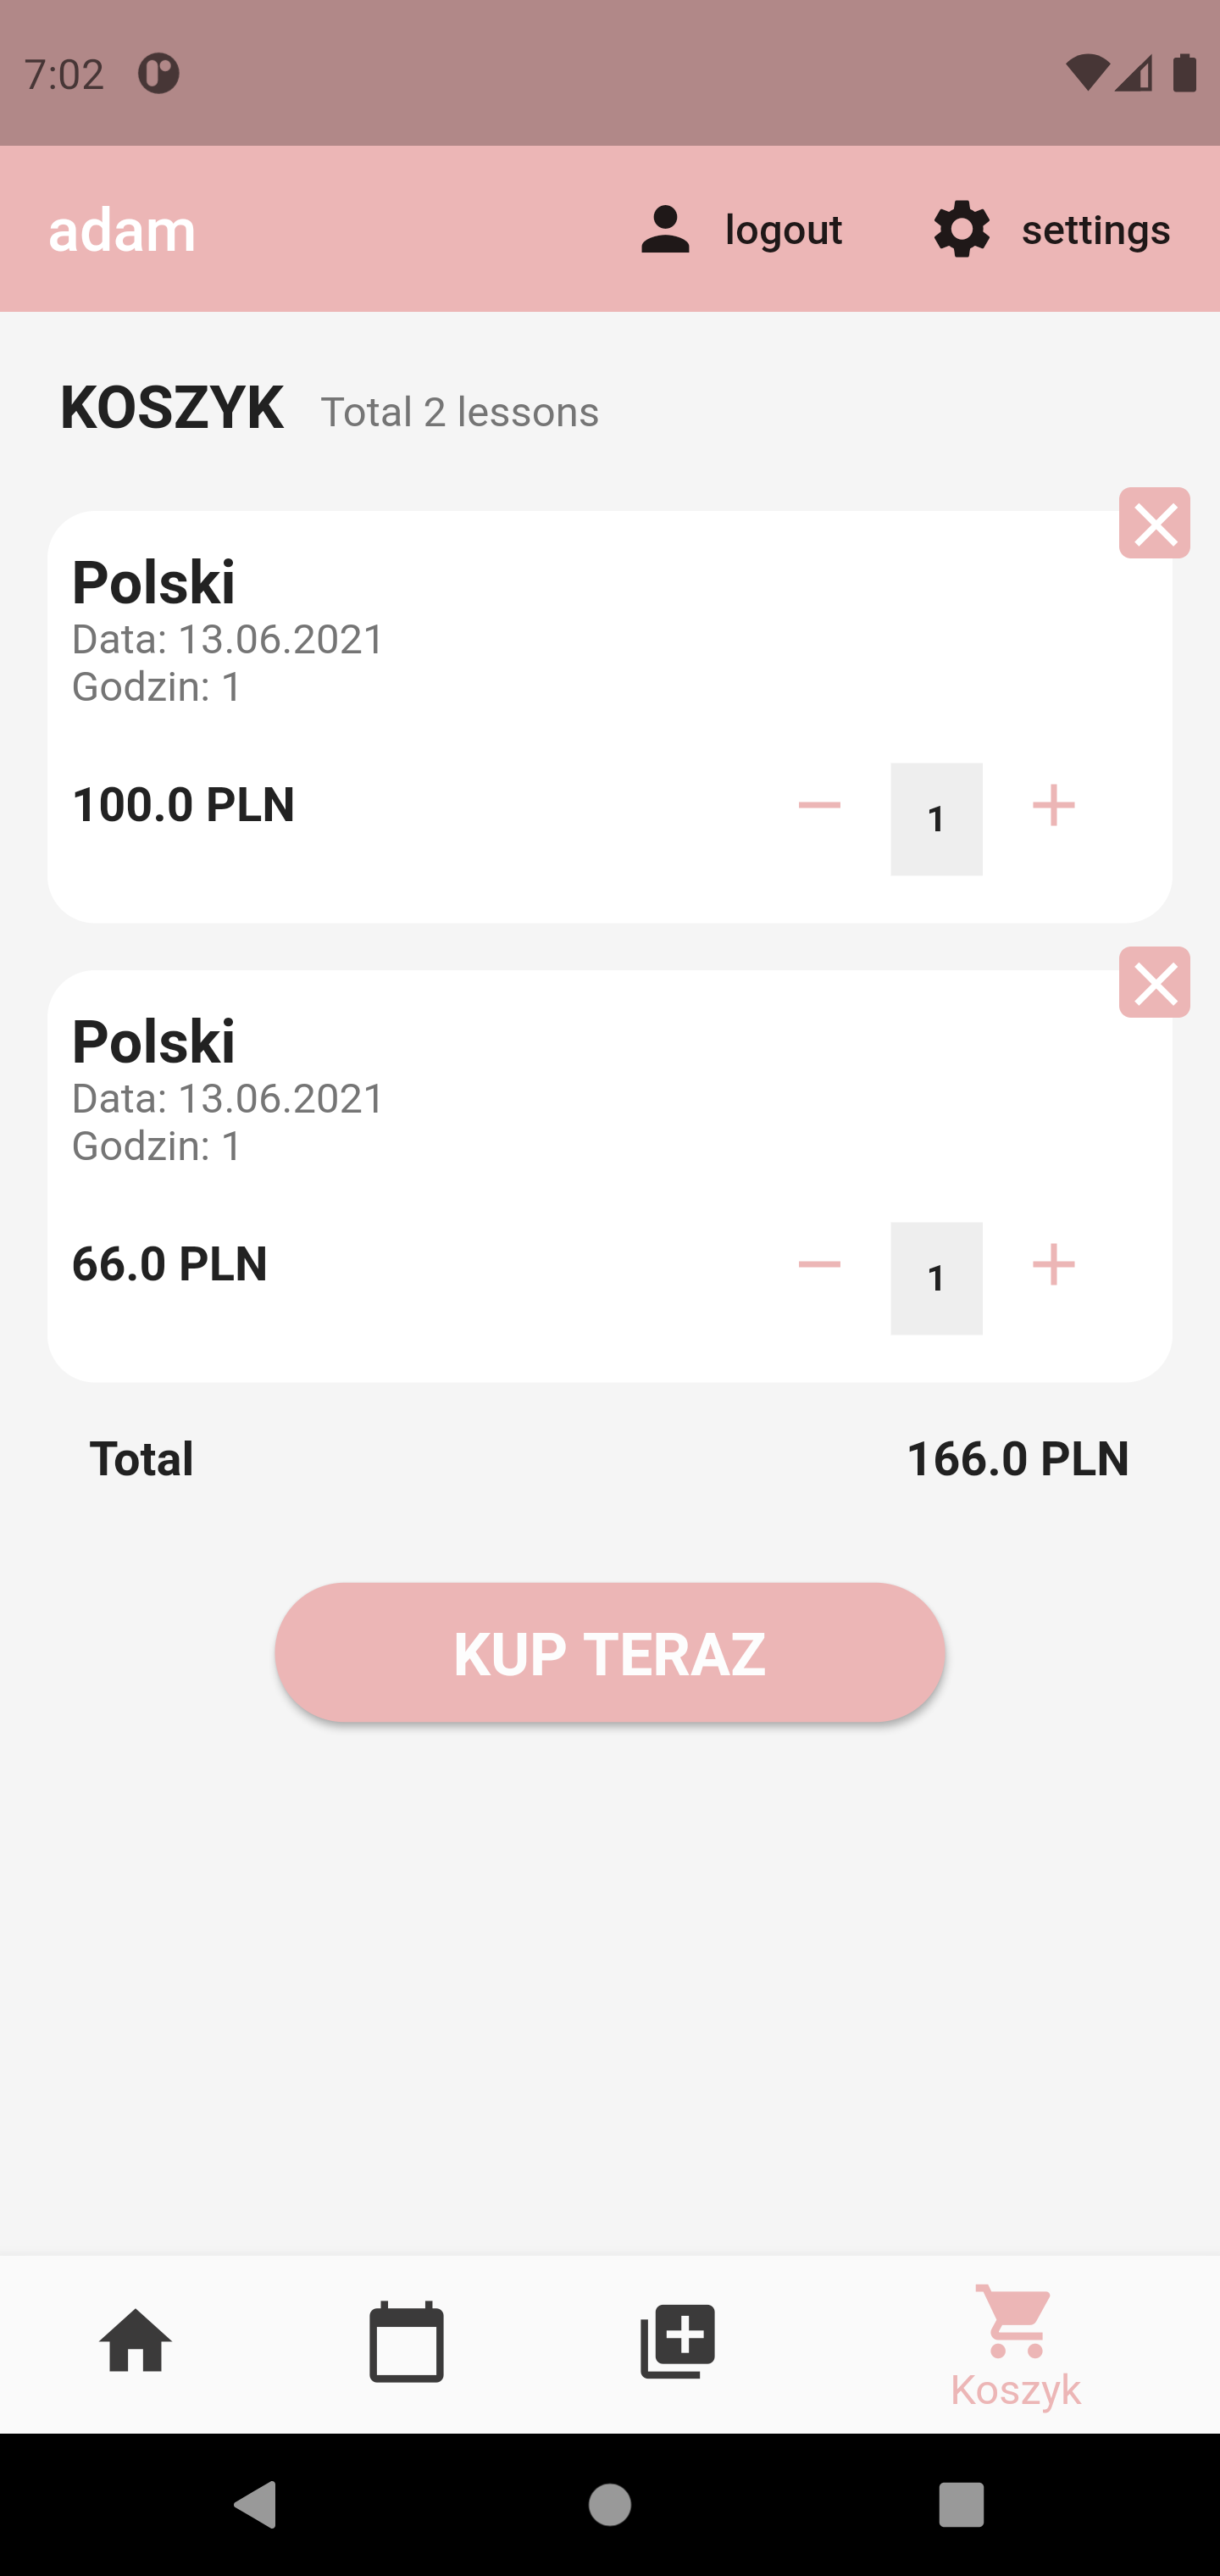 7:02
adam logout settings
KOSZYK Total 2 lessons
Polski
Data: 13.06.2021
Godzin: 1
100.0 PLN 1
Polski
Data: 13.06.2021
Godzin: 1
66.0 PLN 1
Total 166.0 PLN
KUP TERAZ
Koszyk